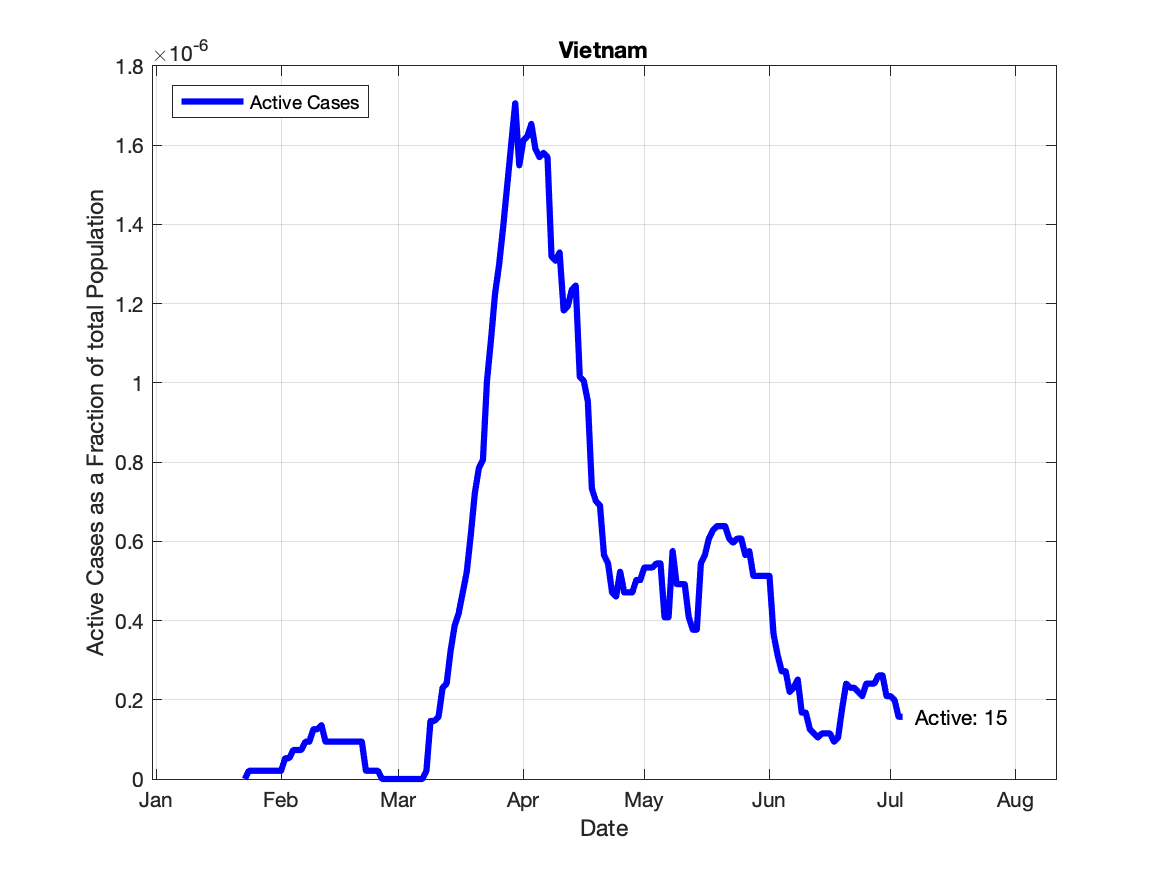 Vietnam
×10-6
1.8
1.6
1.4
1.2
1
0.8
0.6
0.4
0.2
0
Active Cases as a Fraction of total Population
Active Cases
Active: 15
Jan Feb Mar Apr May Jun Jul Aug
Date